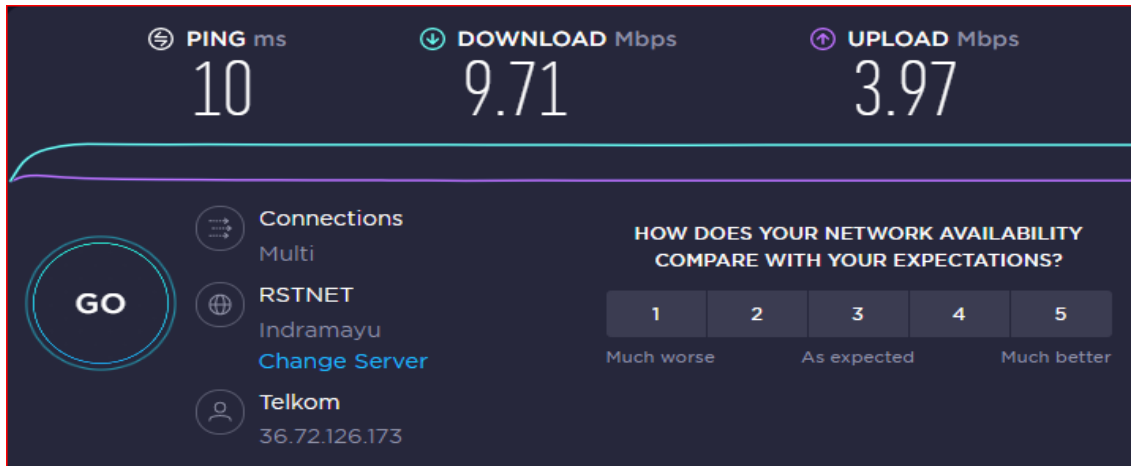 PING ms
10
DOWNLOAD Mbps
9.71
UPLOAD Mbps
3.97
GO
Connections
Multi
RSTNET
Indramayu
Change Server
Telkom
36.72.126.173
HOW DOES YOUR NETWORK AVAILABILITY
COMPARE WITH YOUR EXPECTATIONS?
1 2 3 4 5
Much worse As expected Much better